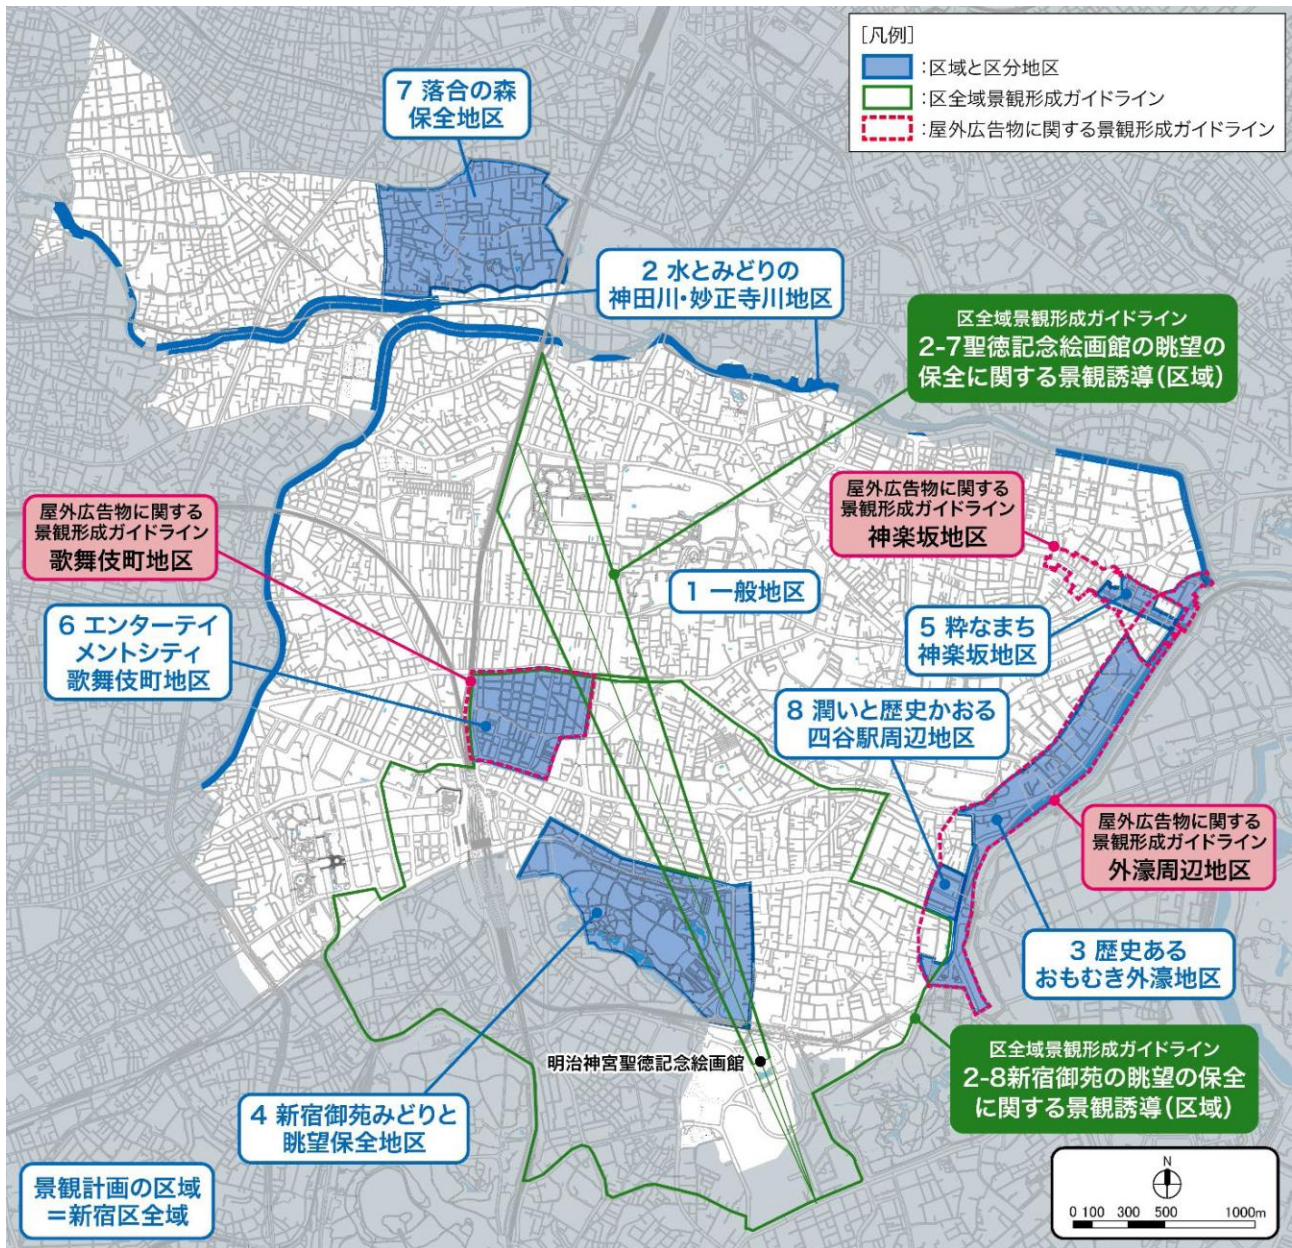 [凡例]
:区域と区分地区
:区全域景観形成ガイドライン
:屋外広告物に関する景観形成ガイドライン
7 落合の森
保全地区
2 水とみどりの
神田川・妙正寺川地区
区全域景観形成ガイドライン
2-7聖徳記念絵画館の眺望の
保全に関する景観誘導(区域)
屋外広告物に関する
景観形成ガイドライン
神楽坂地区
屋外広告物に関する
景観形成ガイドライン
歌舞伎町地区
1 一般地区
5 粋なまち
神楽坂地区
6 エンターテイ
メントシティ
歌舞伎町地区
8 潤いと歴史かおる
四谷駅周辺地区
屋外広告物に関する
景観形成ガイドライン
外濠周辺地区
3 歴史ある
おもむき外濠地区
区全域景観形成ガイドライン
2-8新宿御苑の眺望の保全
に関する景観誘導(区域)
明治神宮聖徳記念絵画館
4 新宿御苑みどりと
眺望保全地区
景観計画の区域
=新宿区全域
N
0 100 300 500 1000m